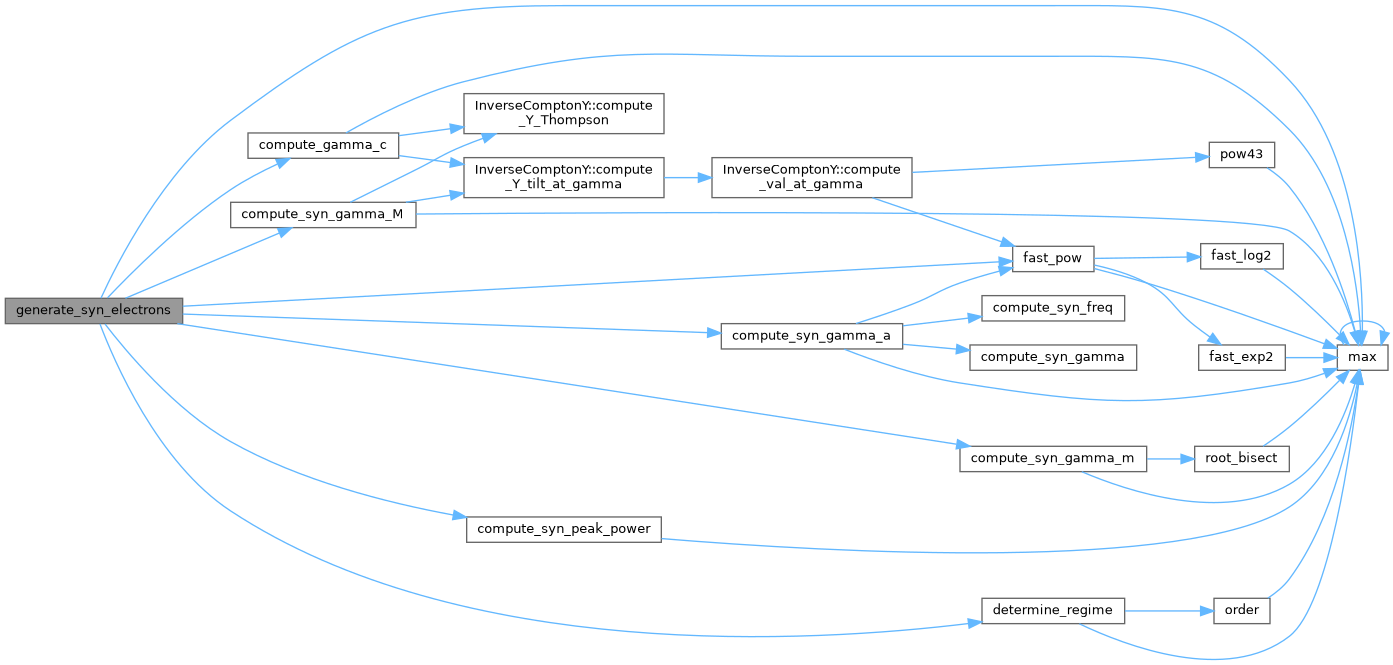 generate_syn_electrons
compute_gamma_c
compute_syn_gamma_M
InverseComptonY::compute
_Y_Thompson
InverseComptonY::compute
_Y_tilt_at_gamma
InverseComptonY::compute
_val_at_gamma
pow43
fast_pow
fast_log2
compute_syn_freq
compute_syn_gamma_a
compute_syn_gamma
fast_exp2
max
compute_syn_gamma_m
root_bisect
compute_syn_peak_power
determine_regime
order